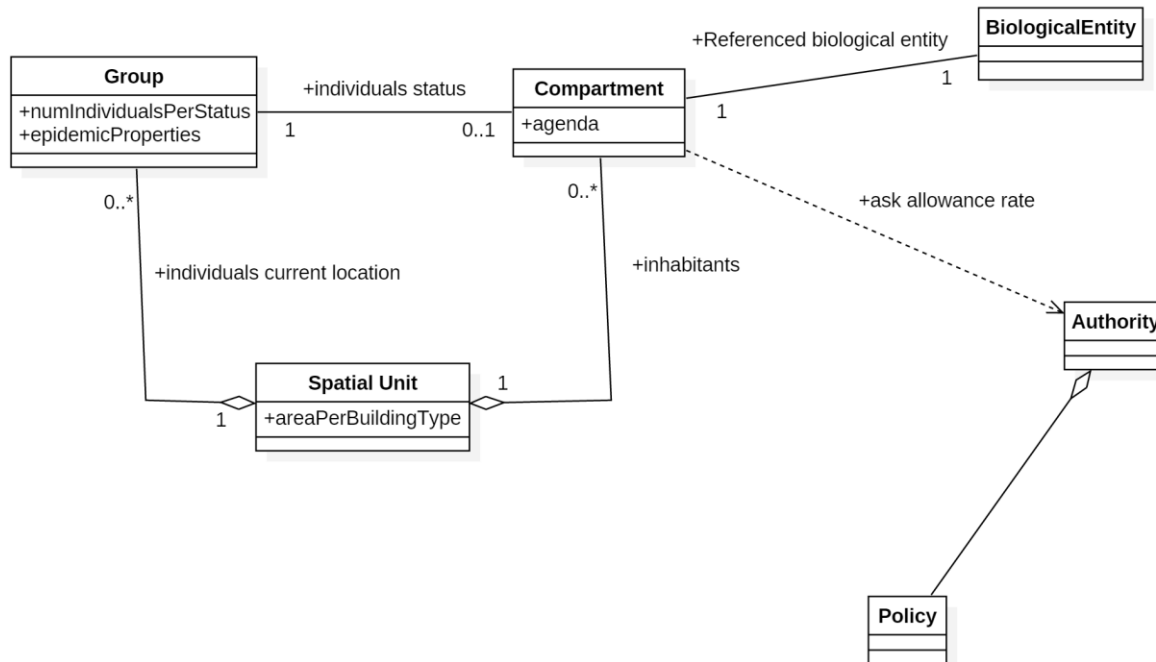 BiologicalEntity
+Referenced biological entity
1
1
Group
+numIndividualsPerStatus
+epidemicProperties
+individuals status
1
0..1
Compartment
+agenda
0..*
0..*
+ask allowance rate
+individuals current location
+inhabitants
Authority
Spatial Unit
+areaPerBuildingType
1
1
Policy